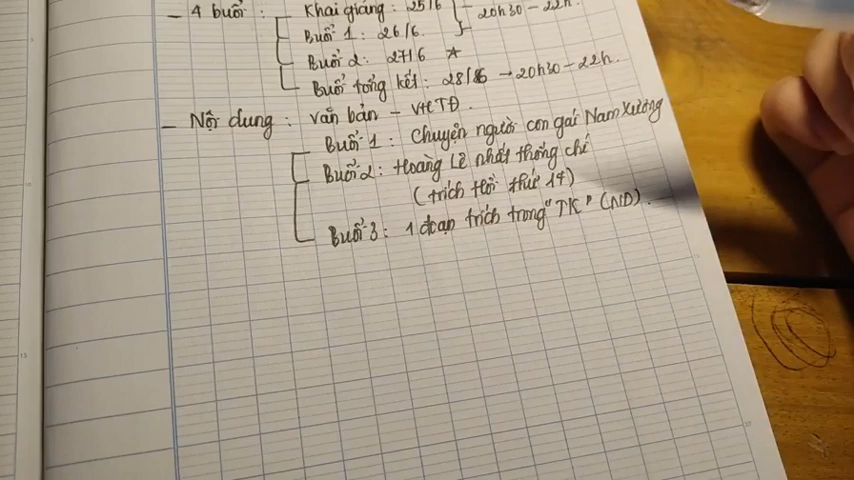 - 4 buổi : Khai giảng : 25/6 } 20h30 - 22h.
Buổi 1 : 26/6.
Buổi 2 : 27/6 *
Buổi tổng kết : 28/6 → 20h30 - 22h.
- Nội dung : văn bản - VHTĐ.
Buổi 1 : Chuyện người con gái Nam Xương
Buổi 2 : Hoàng Lê nhất thống chí
(trích hồi thứ 14)
Buổi 3 : 1 đoạn trích trong "TK" (ND).